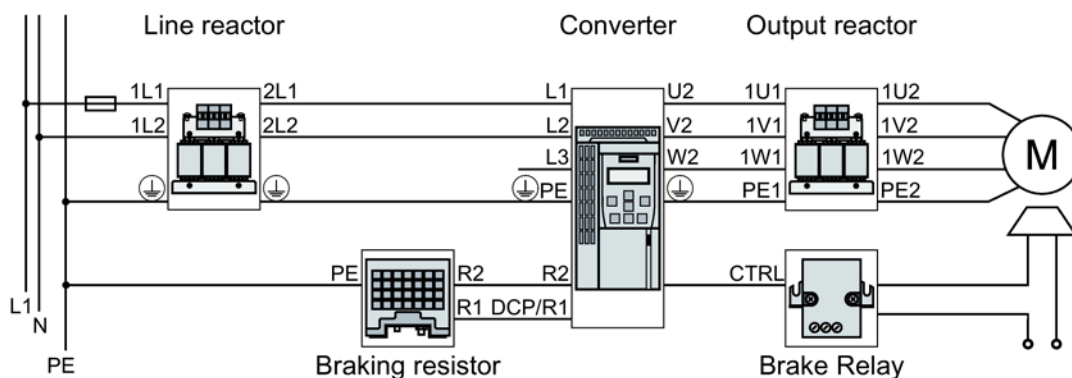 Line reactor Converter Output reactor
1L1 2L1 L1 U2 1U1 1U2
1L2 2L2 L2 V2 1V1 1V2
L3 W2 1W1 1W2 M
PE PE1 PE2
PE R2 R2 CTRL
L1 R1 DCP/R1
N
PE Braking resistor Brake Relay